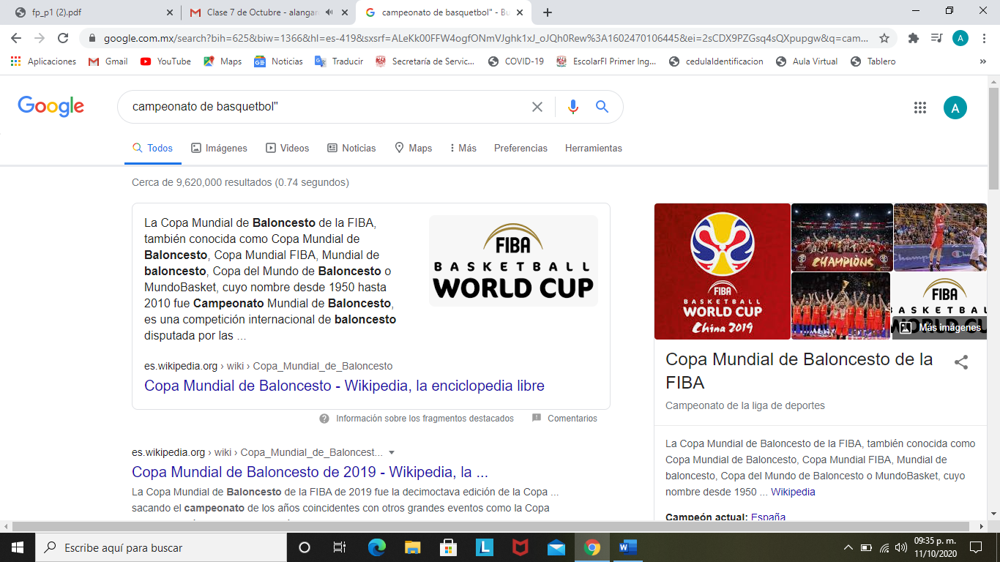 fp_p1 (2).pdf
Clase 7 de Octubre - alangan
campeonato de basquetbol" - Bu
google.com.mx/search?bih=625&biw=1366&hl=es-419&sxsrf=ALeKk00FFW4ogfONmVJghk1xJ_oJQh0Rew%3A1602470106445&ei=2sCDX9PZGsq4sQXpupgw&q=cam...
A
Aplicaciones
Gmail
YouTube
Maps
Noticias
Traducir
Secretaría de Servic...
COVID-19
EscolarFI Primer Ing...
cedulaIdentificacion
Aula Virtual
Tablero
»
Google
campeonato de basquetbol"
A
Todos
Imágenes
Videos
Noticias
Maps
Más
Preferencias
Herramientas
Cerca de 9,620,000 resultados (0.74 segundos)
La Copa Mundial de Baloncesto de la FIBA,
también conocida como Copa Mundial de
Baloncesto, Copa Mundial FIBA, Mundial de
baloncesto, Copa del Mundo de Baloncesto o
MundoBasket, cuyo nombre desde 1950 hasta
2010 fue Campeonato Mundial de Baloncesto,
es una competición internacional de baloncesto
disputada por las ...
FIBA
BASKETBALL
WORLD CUP
es.wikipedia.org › wiki › Copa_Mundial_de_Baloncesto
Copa Mundial de Baloncesto - Wikipedia, la enciclopedia libre
Información sobre los fragmentos destacados
Comentarios
es.wikipedia.org › wiki › Copa_Mundial_de_Baloncest...
Copa Mundial de Baloncesto de 2019 - Wikipedia, la ...
La Copa Mundial de Baloncesto de la FIBA de 2019 fue la decimoctava edición de la Copa ...
sacando el campeonato de los años coincidentes con otros grandes eventos como la Copa
FIBA
BASKETBALL
WORLD CUP
China 2019
CHAMPIONS
FIBA
BASKETBALL
WORLD CUP
Más imágenes
Copa Mundial de Baloncesto de la
FIBA
Campeonato de la liga de deportes
La Copa Mundial de Baloncesto de la FIBA, también conocida como
Copa Mundial de Baloncesto, Copa Mundial FIBA, Mundial de
baloncesto, Copa del Mundo de Baloncesto o MundoBasket, cuyo
nombre desde 1950 ... Wikipedia
Campeón actual: España
Escribe aquí para buscar
L
W
09:35 p. m.
11/10/2020